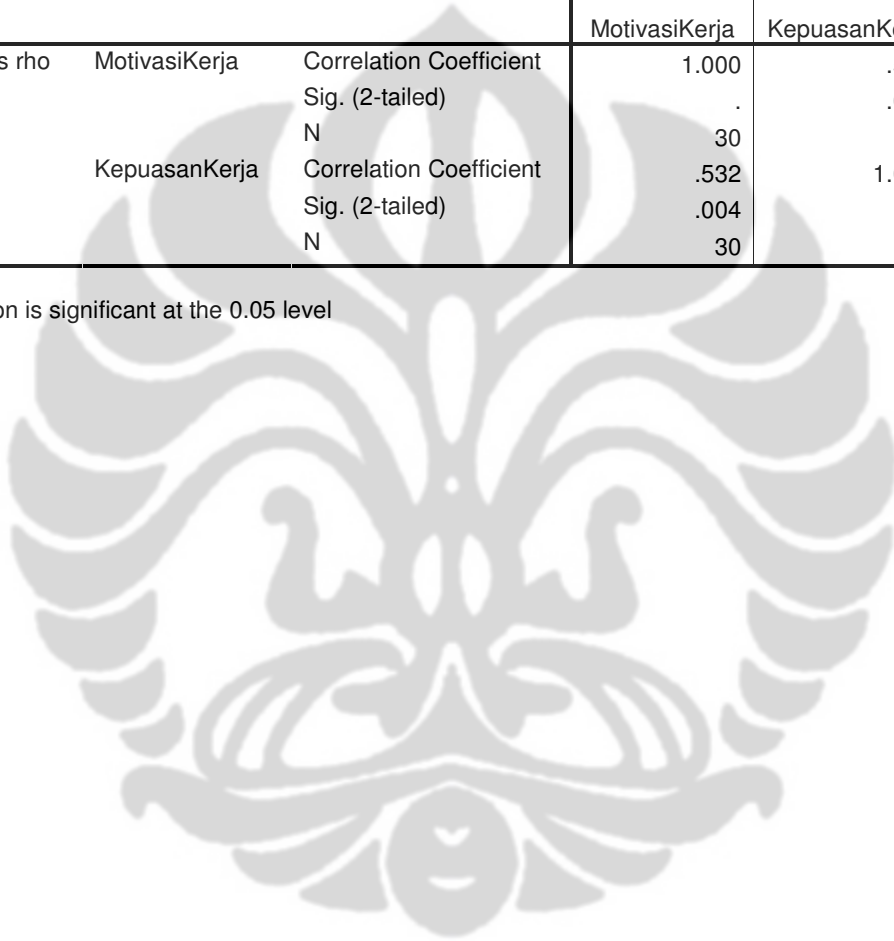 MotivasiKerja
s rho MotivasiKerja Correlation Coefficient 1.000
Sig. (2-tailed) .
N 30
KepuasanKerja Correlation Coefficient .532
Sig. (2-tailed) .004
N 30
on is significant at the 0.05 level